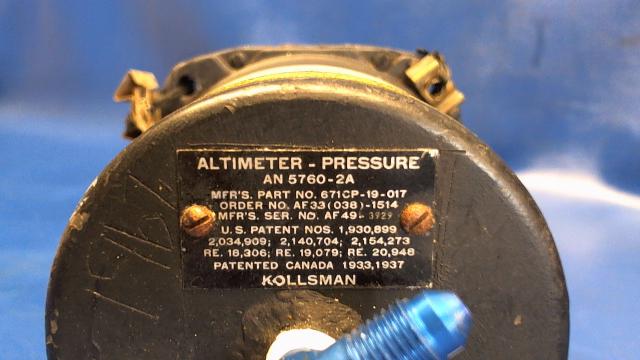 ALTIMETER - PRESSURE
AN 5760-2A
MFR'S. PART NO. 671CP-19-017
ORDER NO. AF33(038)-1514
MFR'S. SER. NO. AF49-3929
U.S. PATENT NOS. 1,930,899
2,034,909; 2,140,704; 2,154,273
RE. 18,306; RE. 19,079; RE. 20,948
PATENTED CANADA 1933,1937
KOLLSMAN